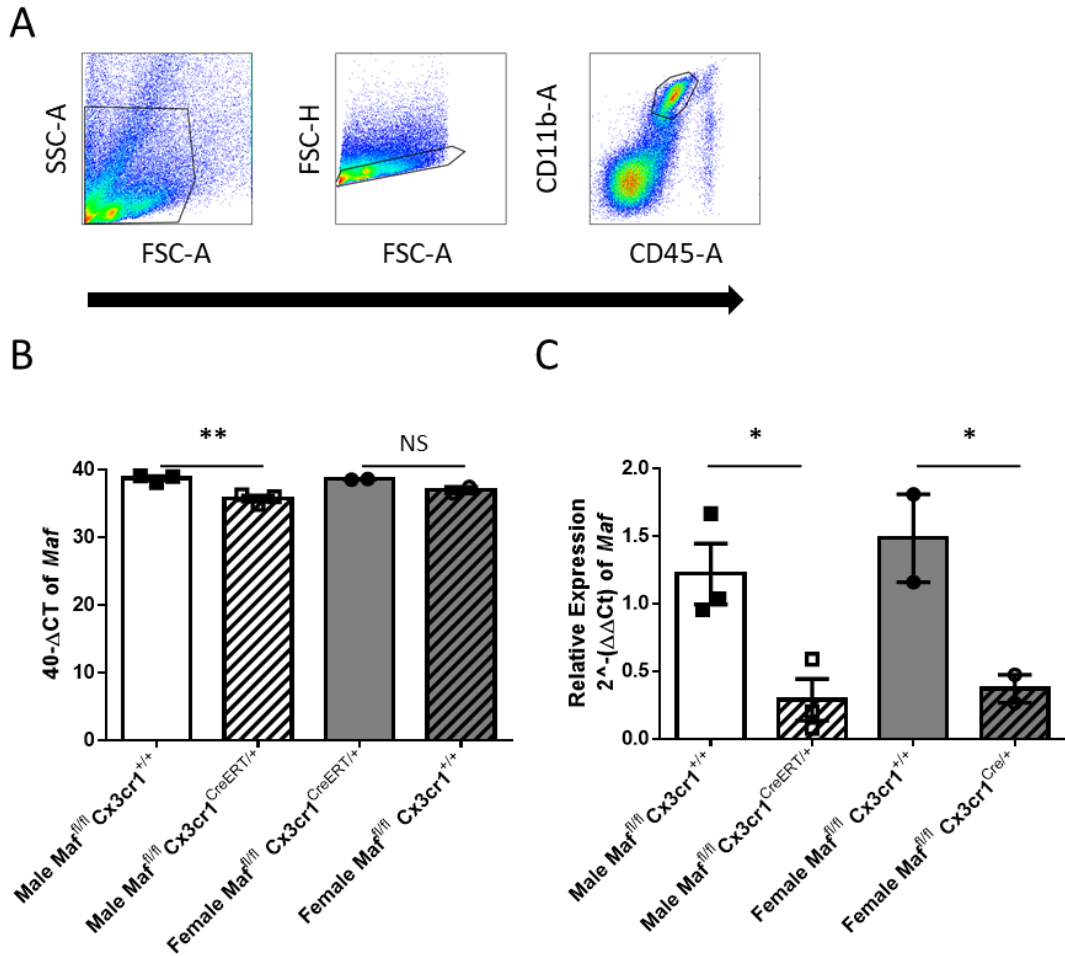 A
SSC-A
FSC-A
FSC-H
FSC-A
CD11b-A
CD45-A
B
40-ΔCT of Maf
40
30
20
10
0
**
NS
Male Maf^fl/fl Cx3cr1^+/+
Male Maf^fl/fl Cx3cr1^CreERT/+
Female Maf^fl/fl Cx3cr1^CreERT/+
Female Maf^fl/fl Cx3cr1^+/+
C
Relative Expression
2^-(ΔΔCt) of Maf
2.0
1.5
1.0
0.5
0.0
*
*
Male Maf^fl/fl Cx3cr1^+/+
Male Maf^fl/fl Cx3cr1^CreERT/+
Female Maf^fl/fl Cx3cr1^+/+
Female Maf^fl/fl Cx3cr1^Cre/+